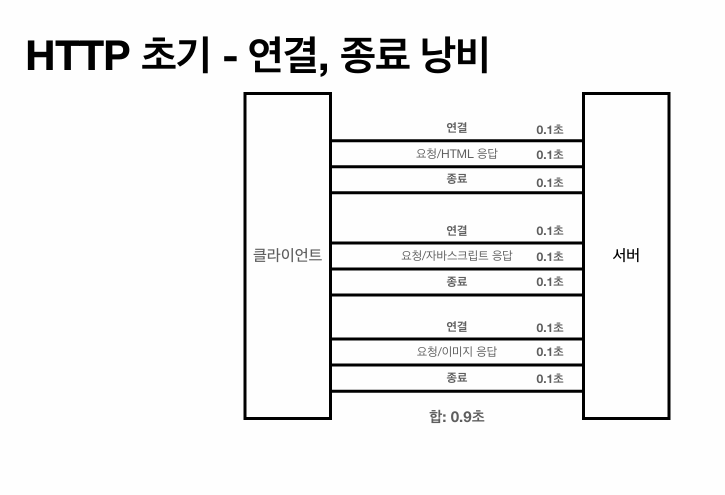 HTTP 초기 - 연결, 종료 낭비
연결 0.1초
요청/HTML 응답 0.1초
종료 0.1초
연결 0.1초
클라이언트 요청/자바스크립트 응답 0.1초 서버
종료 0.1초
연결 0.1초
요청/이미지 응답 0.1초
종료 0.1초
합: 0.9초